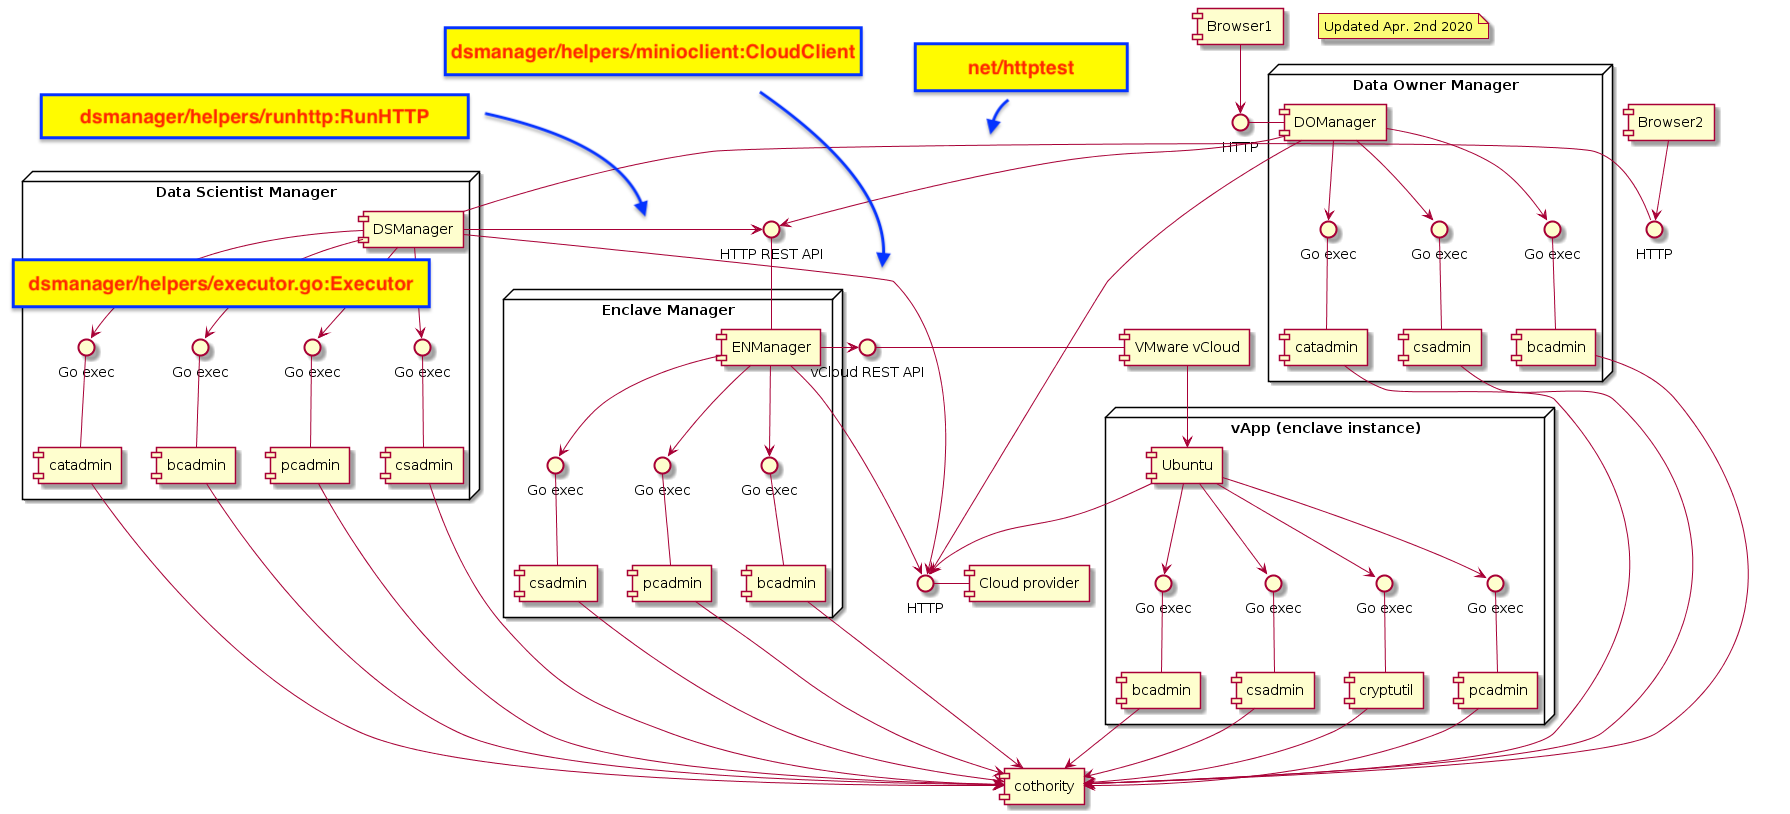 Browser1
Updated Apr. 2nd 2020
dsmanager/helpers/minioclient:CloudClient
net/httptest
Data Owner Manager
dsmanager/helpers/runhttp:RunHTTP
DOManager
Browser2
HTTP
Data Scientist Manager
DSManager
HTTP REST API
Go exec
Go exec
Go exec
HTTP
dsmanager/helpers/executor.go:Executor
Enclave Manager
ENManager
vCloud REST API
VMware vCloud
catadmin
csadmin
bcadmin
Go exec
Go exec
Go exec
Go exec
vApp (enclave instance)
catadmin
bcadmin
pcadmin
csadmin
Ubuntu
Go exec
Go exec
Go exec
csadmin
pcadmin
bcadmin
HTTP
Cloud provider
Go exec
Go exec
Go exec
Go exec
bcadmin
csadmin
cryptutil
pcadmin
cothority